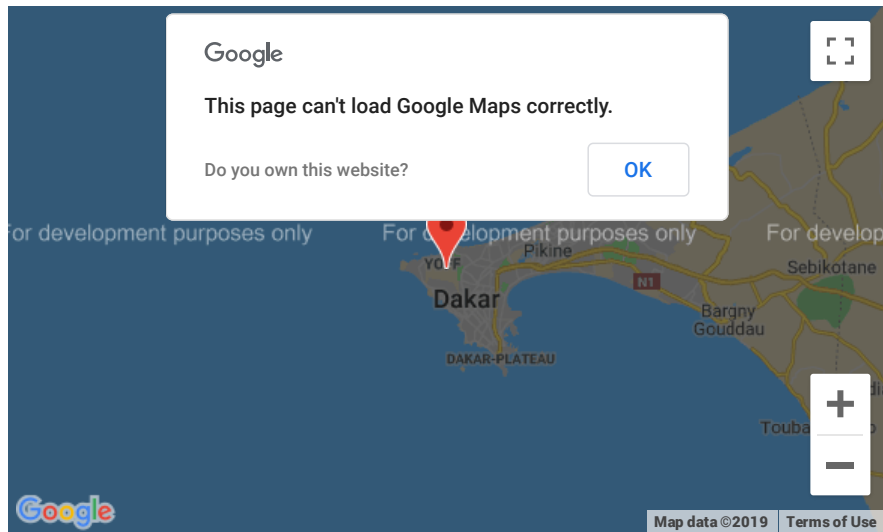 Google
This page can't load Google Maps correctly.
Do you own this website?
OK
For development purposes only
For development purposes only
For develop
YOFF
Pikine
Sebikotane
N1
Dakar
Bargny
Gouddau
DAKAR-PLATEAU
Touba
Google
Map data ©2019
Terms of Use